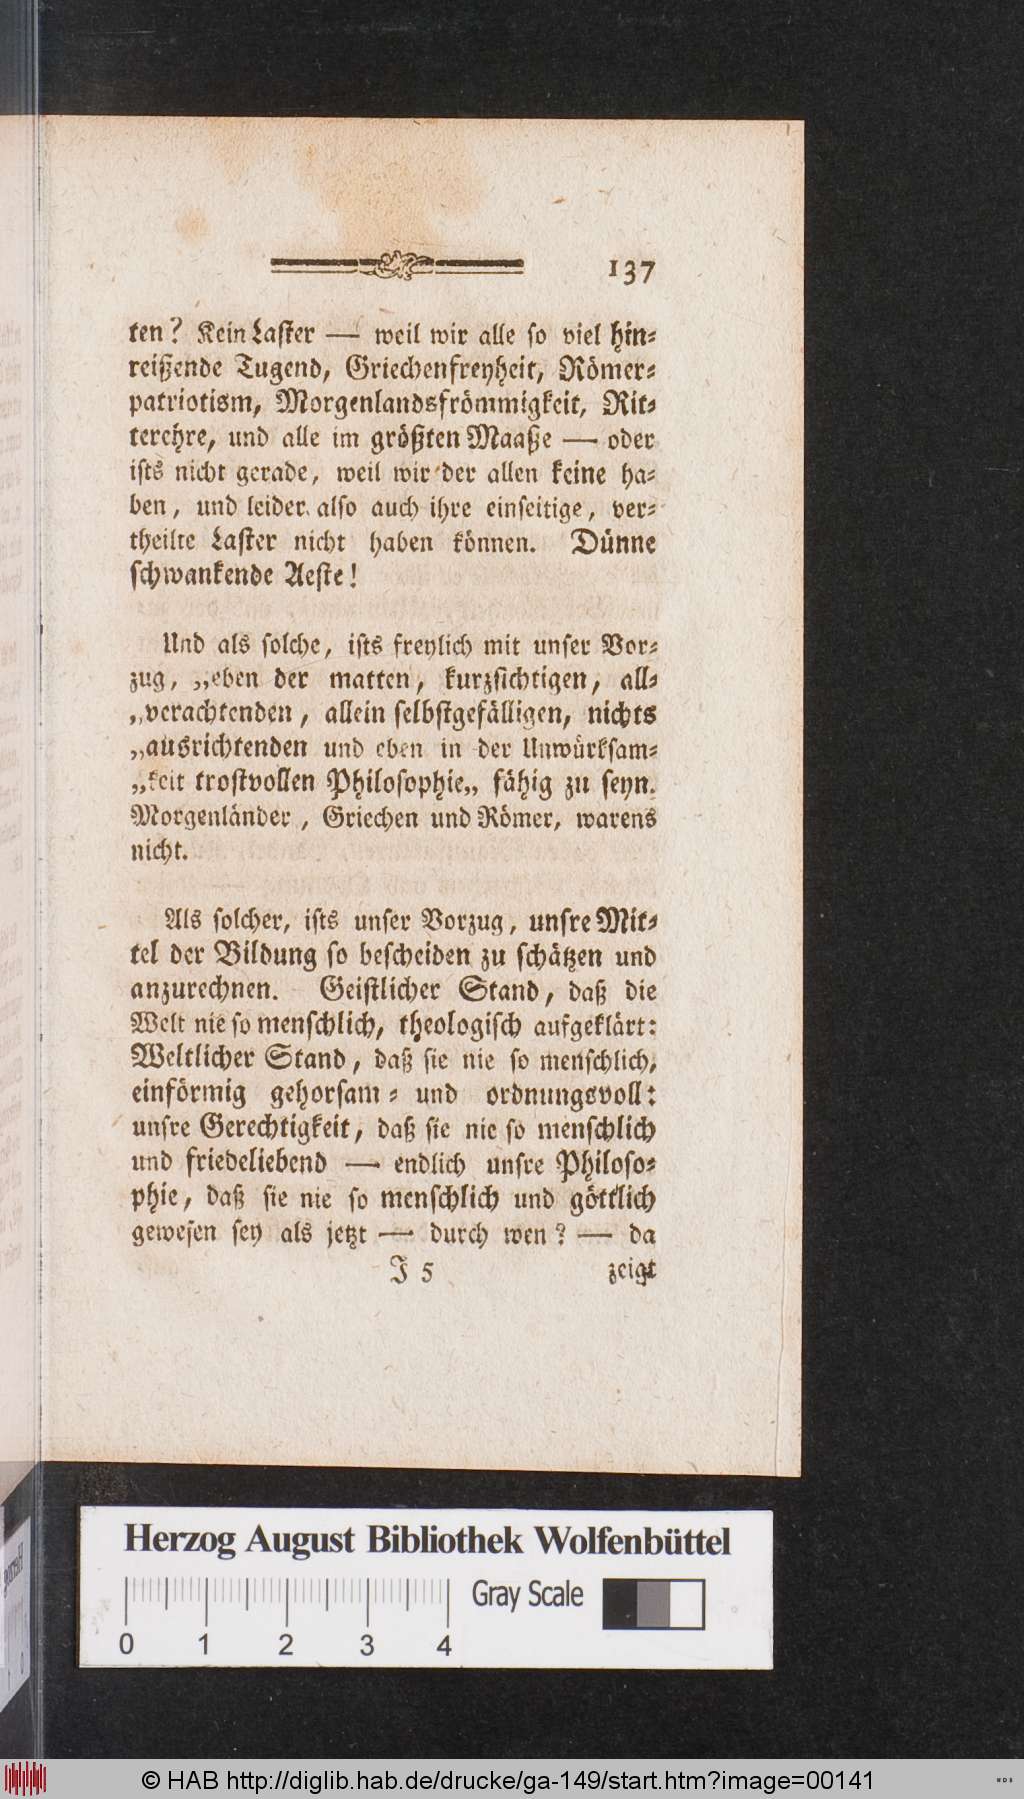 137
ten? Kein Laster — weil wir alle so viel hin⸗
reißende Tugend, Griechenfreyheit, Römer⸗
patriotism, Morgenlandsfrömmigkeit, Rit⸗
terehre, und alle im größten Maaße — oder
ists nicht gerade, weil wir der allen keine ha⸗
ben, und leider also auch ihre einseitige, ver⸗
theilte Laster nicht haben können. Dünne
schwankende Aeste!
Und als solche, ists freylich mit unser Vor⸗
zug, „eben der matten, kurzsichtigen, all⸗
„verachtenden, allein selbstgefälligen, nichts
„ausrichtenden und eben in der Unwürksam⸗
„keit trostvollen Philosophie„ fähig zu seyn.
Morgenländer, Griechen und Römer, warens
nicht.
Als solcher, ists unser Vorzug, unsre Mit⸗
tel der Bildung so bescheiden zu schätzen und
anzurechnen. Geistlicher Stand, daß die
Welt nie so menschlich, theologisch aufgeklärt:
Weltlicher Stand, daß sie nie so menschlich,
einförmig gehorsam⸗ und ordnungsvoll:
unsre Gerechtigkeit, daß sie nie so menschlich
und friedeliebend — endlich unsre Philoso⸗
phie, daß sie nie so menschlich und göttlich
gewesen sey als jetzt — durch wen? — da
J 5 zeigt
Herzog August Bibliothek Wolfenbüttel
Gray Scale
0 1 2 3 4
© HAB http://diglib.hab.de/drucke/ga-149/start.htm?image=00141